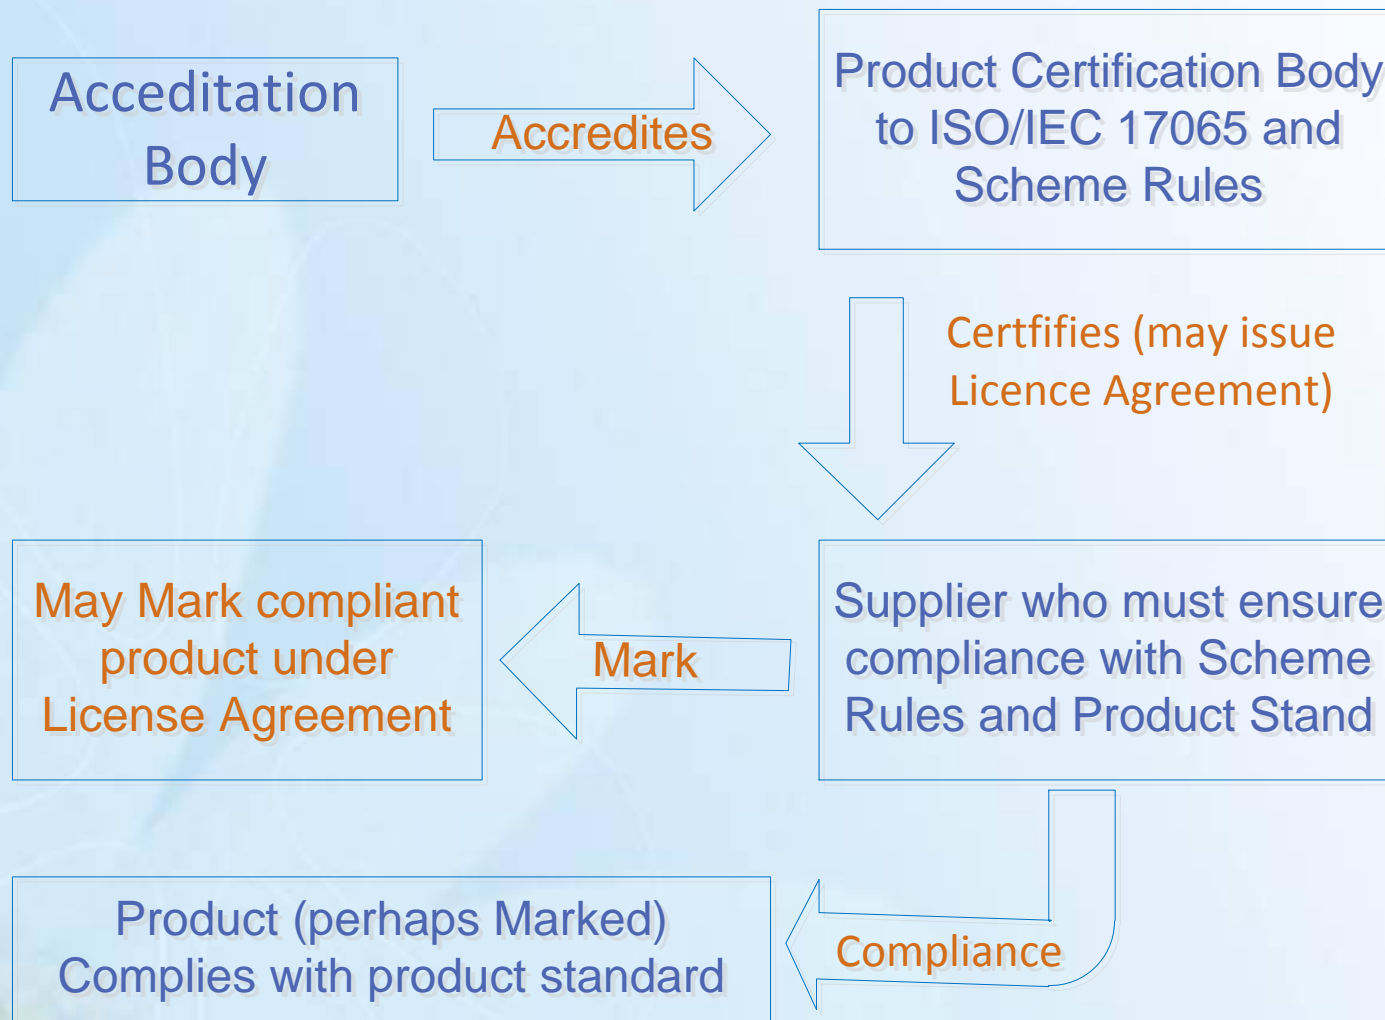 Acceditation
Body
Accredites
Product Certification Body
to ISO/IEC 17065 and
Scheme Rules
Certfifies (may issue
Licence Agreement)
May Mark compliant
product under
License Agreement
Mark
Supplier who must ensure
compliance with Scheme
Rules and Product Stand
Product (perhaps Marked)
Complies with product standard
Compliance